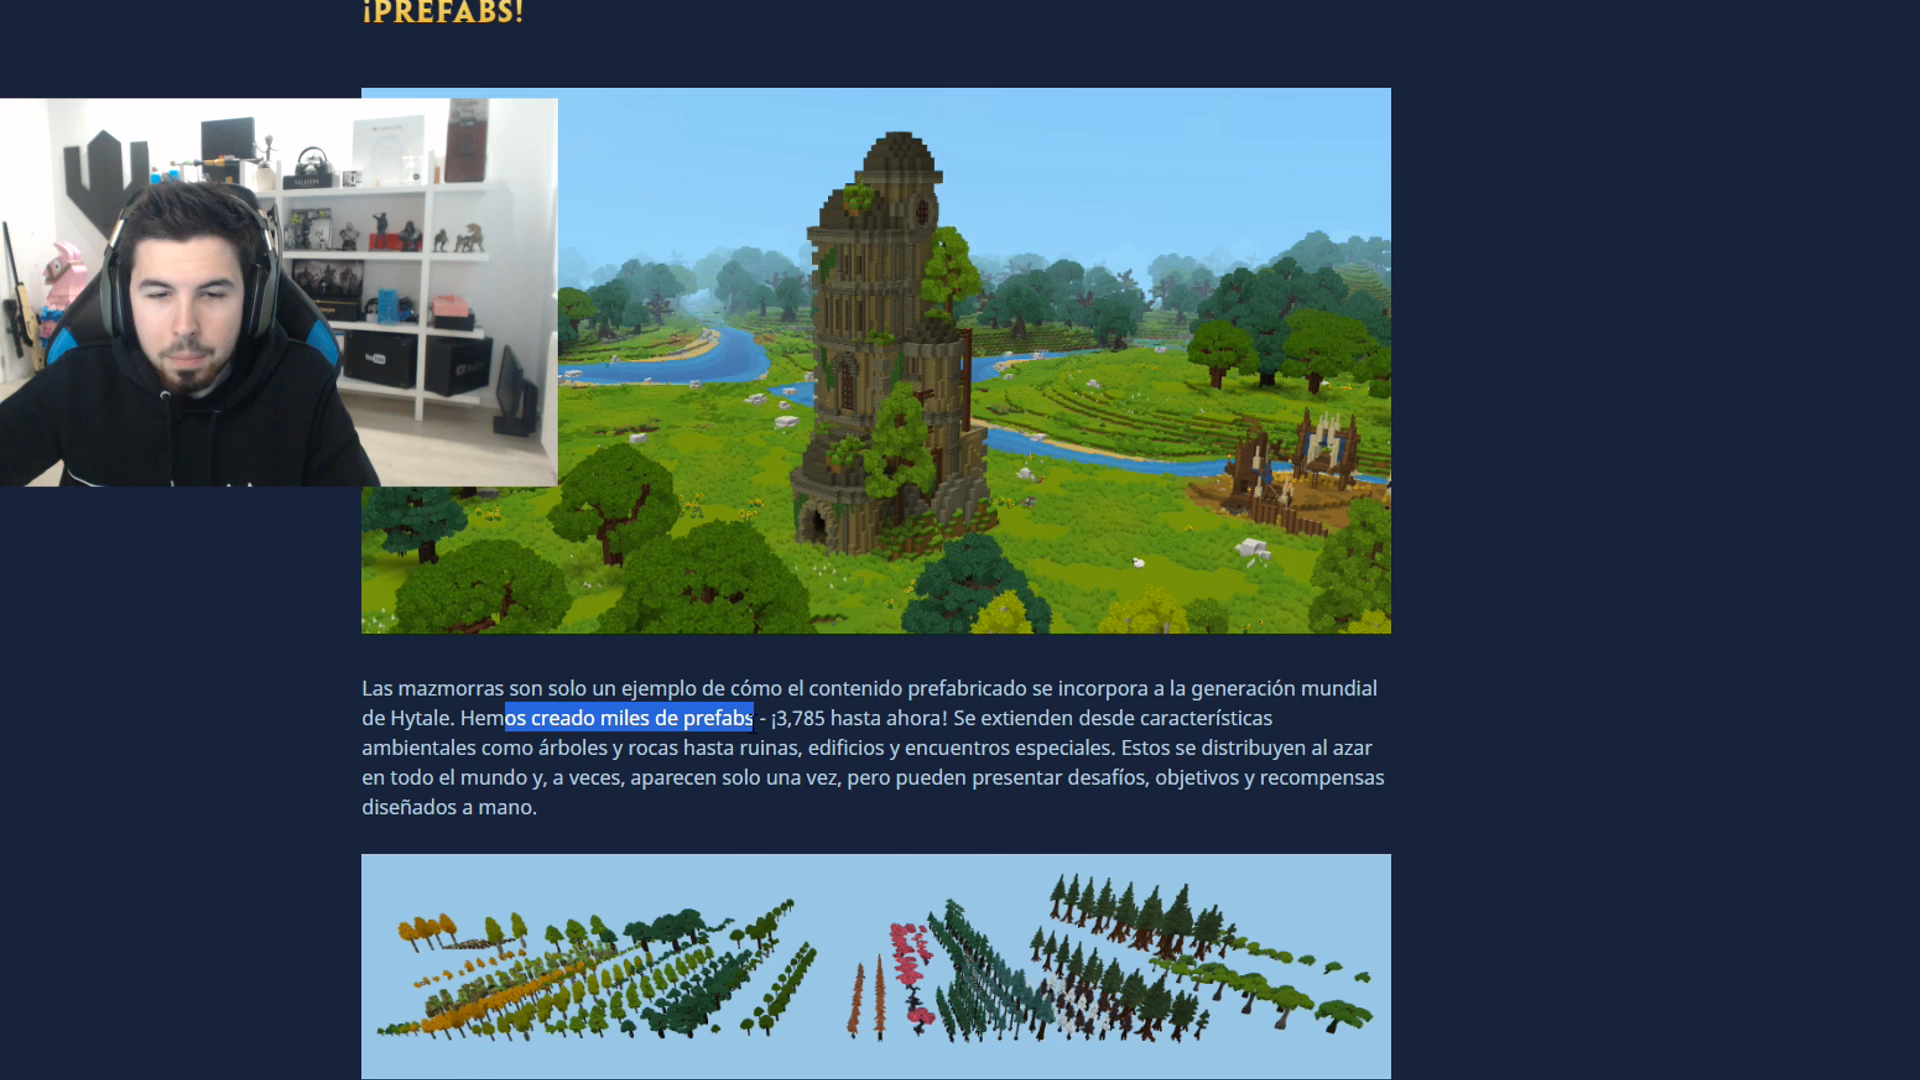 ¡PREFABS!
YouTube
Las mazmorras son solo un ejemplo de cómo el contenido prefabricado se incorpora a la generación mundial
de Hytale. Hemos creado miles de prefabs - ¡3,785 hasta ahora! Se extienden desde características
ambientales como árboles y rocas hasta ruinas, edificios y encuentros especiales. Estos se distribuyen al azar
en todo el mundo y, a veces, aparecen solo una vez, pero pueden presentar desafíos, objetivos y recompensas
diseñados a mano.